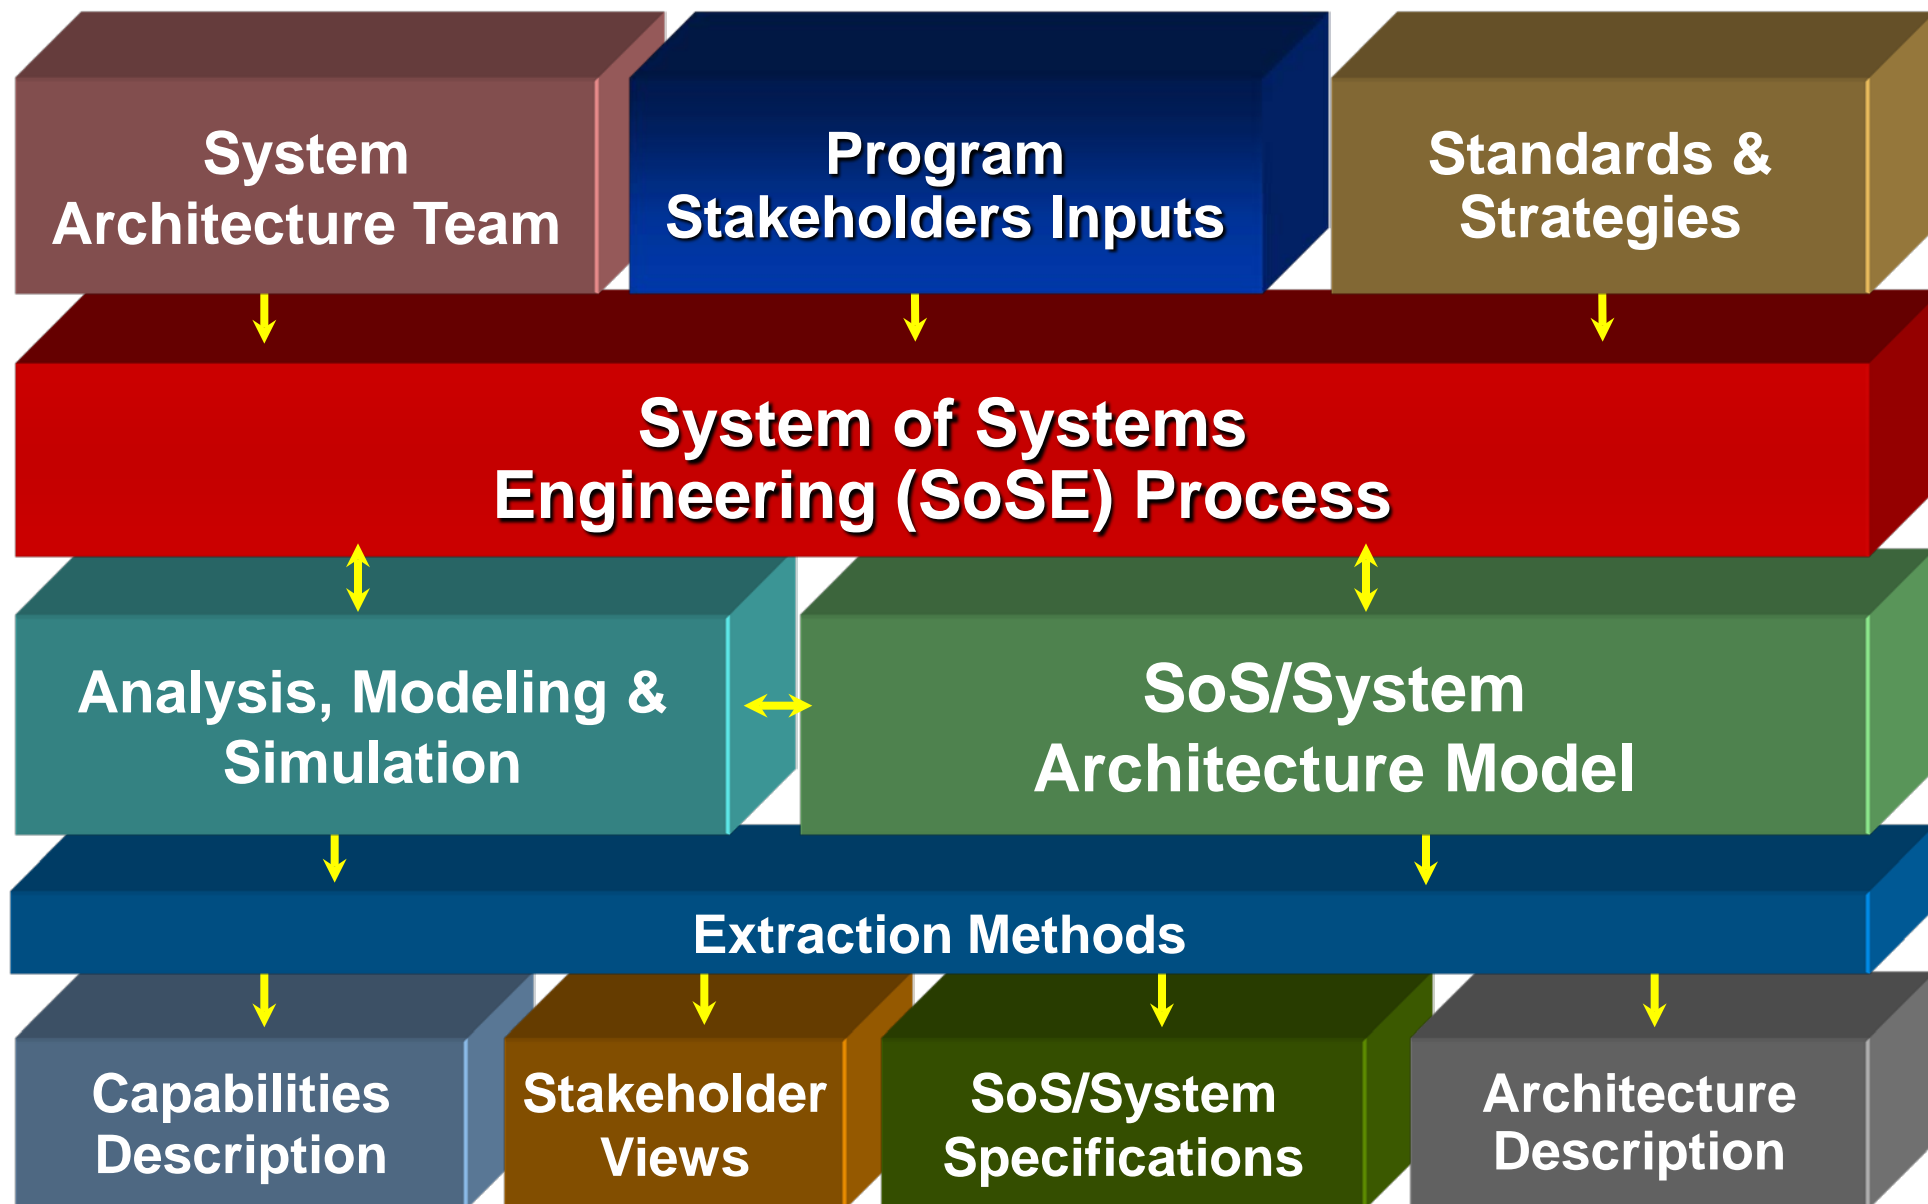 System
Architecture Team
Program
Stakeholders Inputs
Standards &
Strategies
System of Systems
Engineering (SoSE) Process
Analysis, Modeling &
Simulation
SoS/System
Architecture Model
Extraction Methods
Capabilities
Description
Stakeholder
Views
SoS/System
Specifications
Architecture
Description